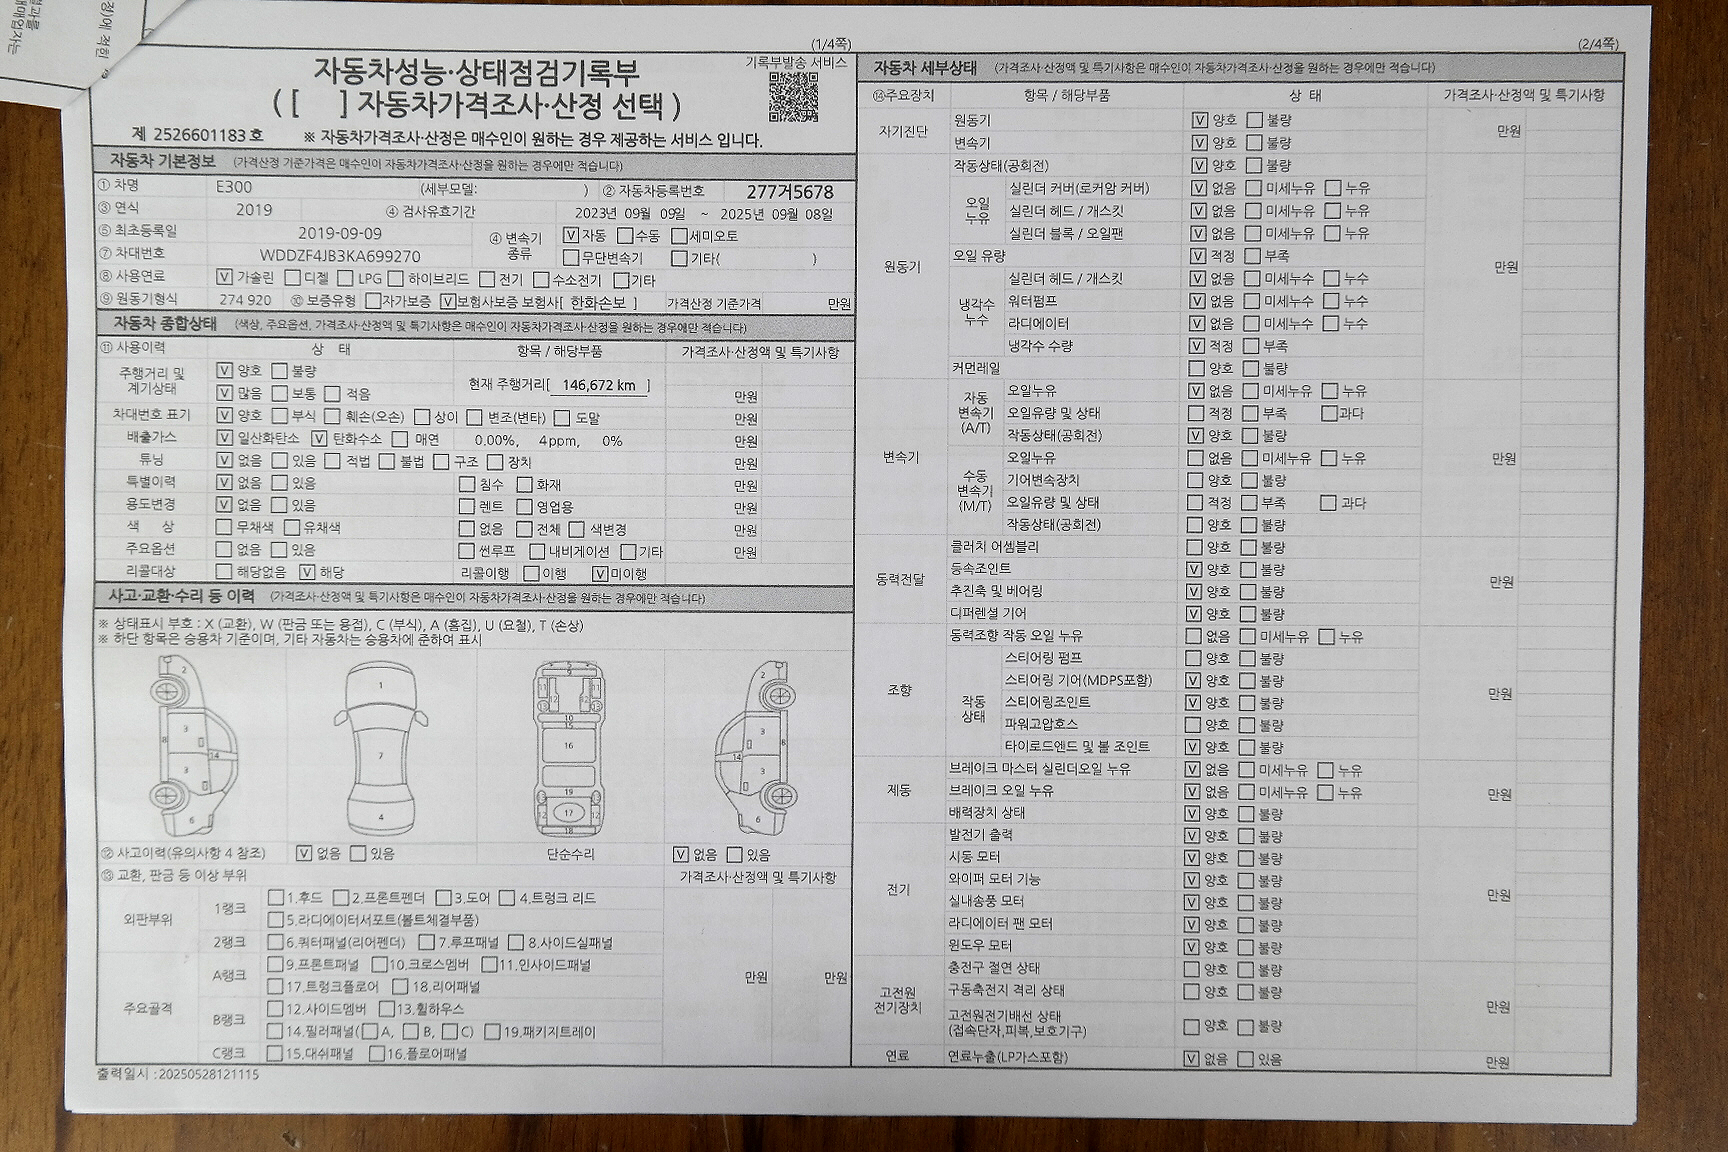 (1/4쪽)
자동차성능·상태점검기록부
기록부발송 서비스
( [ ] 자동차가격조사·산정 선택 )
제 2526601183 호 ※ 자동차가격조사·산정은 매수인이 원하는 경우 제공하는 서비스 입니다.
자동차 기본정보 (가격산정 기준가격은 매수인이 자동차가격조사·산정을 원하는 경우에만 적습니다)
① 차명 E300 (세부모델: ) ② 자동차등록번호 277거5678
③ 연식 2019 ④ 검사유효기간 2023년 09월 09일 ~ 2025년 09월 08일
⑤ 최초등록일 2019-09-09 ④ 변속기 종류 V 자동 수동 세미오토
⑦ 차대번호 WDDZF4JB3KA699270 무단변속기 기타( )
⑧ 사용연료 V 가솔린 디젤 LPG 하이브리드 전기 수소전기 기타
⑨ 원동기형식 274 920 ⑩ 보증유형 자가보증 V 보험사보증 보험사[ 한화손보 ] 가격산정 기준가격 만원
자동차 종합상태 (색상, 주요옵션, 가격조사·산정액 및 특기사항은 매수인이 자동차가격조사·산정을 원하는 경우에만 적습니다)
⑪ 사용이력 상 태 항목 / 해당부품 가격조사·산정액 및 특기사항
주행거리 및 계기상태 V 양호 불량 현재 주행거리[ 146,672 km ]
V 많음 보통 적음 만원
차대번호 표기 V 양호 부식 훼손(오손) 상이 변조(변타) 도말 만원
배출가스 V 일산화탄소 V 탄화수소 매연 0.00%, 4ppm, 0% 만원
튜닝 V 없음 있음 적법 불법 구조 장치 만원
특별이력 V 없음 있음 침수 화재 만원
용도변경 V 없음 있음 렌트 영업용 만원
색 상 무채색 유채색 없음 전체 색변경 만원
주요옵션 없음 있음 썬루프 내비게이션 기타 만원
리콜대상 해당없음 V 해당 리콜이행 이행 V 미이행
사고·교환·수리 등 이력 (가격조사·산정액 및 특기사항은 매수인이 자동차가격조사·산정을 원하는 경우에만 적습니다)
※ 상태표시 부호 : X (교환), W (판금 또는 용접), C (부식), A (흠집), U (요철), T (손상)
※ 하단 항목은 승용차 기준이며, 기타 자동차는 승용차에 준하여 표시
⑫ 사고이력(유의사항 4 참조) V 없음 있음 단순수리 V 없음 있음
⑬ 교환, 판금 등 이상 부위 가격조사·산정액 및 특기사항
외판부위 1랭크 1.후드 2.프론트펜더 3.도어 4.트렁크 리드
5.라디에이터서포트(볼트체결부품)
2랭크 6.쿼터패널(리어펜더) 7.루프패널 8.사이드실패널
주요골격 A랭크 9.프론트패널 10.크로스멤버 11.인사이드패널
17.트렁크플로어 18.리어패널 만원 만원
B랭크 12.사이드멤버 13.휠하우스
14.필러패널( A, B, C) 19.패키지트레이
C랭크 15.대쉬패널 16.플로어패널
출력일시 : 20250528121115
(2/4쪽)
자동차 세부상태 (가격조사·산정액 및 특기사항은 매수인이 자동차가격조사·산정을 원하는 경우에만 적습니다)
⑭주요장치 항목 / 해당부품 상 태 가격조사·산정액 및 특기사항
자기진단 원동기 V 양호 불량 만원
변속기 V 양호 불량
원동기 작동상태(공회전) V 양호 불량 만원
오일 누유 실린더 커버(로커암 커버) V 없음 미세누유 누유
실린더 헤드 / 개스킷 V 없음 미세누유 누유
실린더 블록 / 오일팬 V 없음 미세누유 누유
오일 유량 V 적정 부족
냉각수 누수 실린더 헤드 / 개스킷 V 없음 미세누수 누수
워터펌프 V 없음 미세누수 누수
라디에이터 V 없음 미세누수 누수
냉각수 수량 V 적정 부족
커먼레일 양호 불량
변속기 자동 변속기 (A/T) 오일누유 V 없음 미세누유 누유 만원
오일유량 및 상태 적정 부족 과다
작동상태(공회전) V 양호 불량
수동 변속기 (M/T) 오일누유 없음 미세누유 누유
기어변속장치 양호 불량
오일유량 및 상태 적정 부족 과다
작동상태(공회전) 양호 불량
동력전달 클러치 어셈블리 양호 불량 만원
등속조인트 V 양호 불량
추진축 및 베어링 V 양호 불량
디퍼렌셜 기어 V 양호 불량
조향 동력조향 작동 오일 누유 없음 미세누유 누유 만원
작동 상태 스티어링 펌프 양호 불량
스티어링 기어(MDPS포함) V 양호 불량
스티어링조인트 V 양호 불량
파워고압호스 양호 불량
타이로드엔드 및 볼 조인트 V 양호 불량
제동 브레이크 마스터 실린더오일 누유 V 없음 미세누유 누유 만원
브레이크 오일 누유 V 없음 미세누유 누유
배력장치 상태 V 양호 불량
전기 발전기 출력 V 양호 불량 만원
시동 모터 V 양호 불량
와이퍼 모터 기능 V 양호 불량
실내송풍 모터 V 양호 불량
라디에이터 팬 모터 V 양호 불량
윈도우 모터 V 양호 불량
고전원 전기장치 충전구 절연 상태 양호 불량 만원
구동축전지 격리 상태 양호 불량
고전원전기배선 상태 (접속단자,피복,보호기구) 양호 불량
연료 연료누출(LP가스포함) V 없음 있음 만원